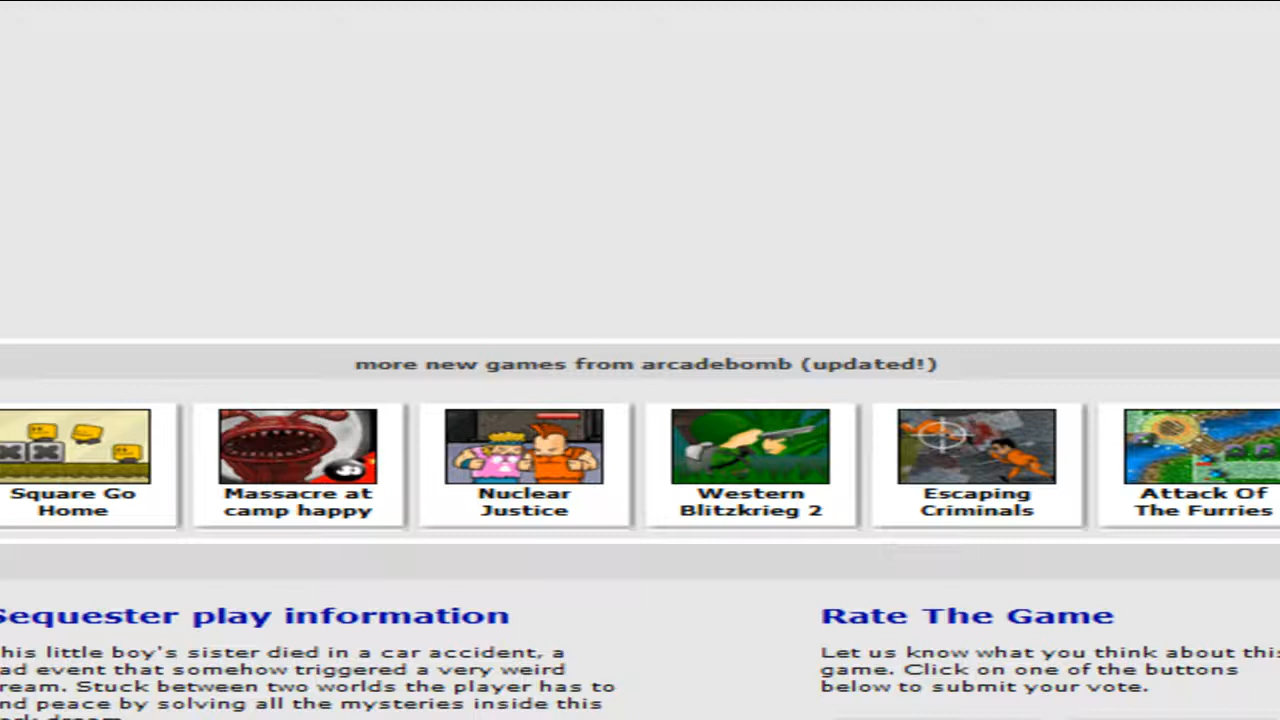 more new games from arcadebomb (updated!)
Square Go
Home
Massacre at
camp happy
Nuclear
Justice
Western
Blitzkrieg 2
Escaping
Criminals
Attack Of
The Furries
Sequester play information
his little boy's sister died in a car accident, a
ad event that somehow triggered a very weird
ream. Stuck between two worlds the player has to
nd peace by solving all the mysteries inside this
dream
Rate The Game
Let us know what you think about this
game. Click on one of the buttons
below to submit your vote.